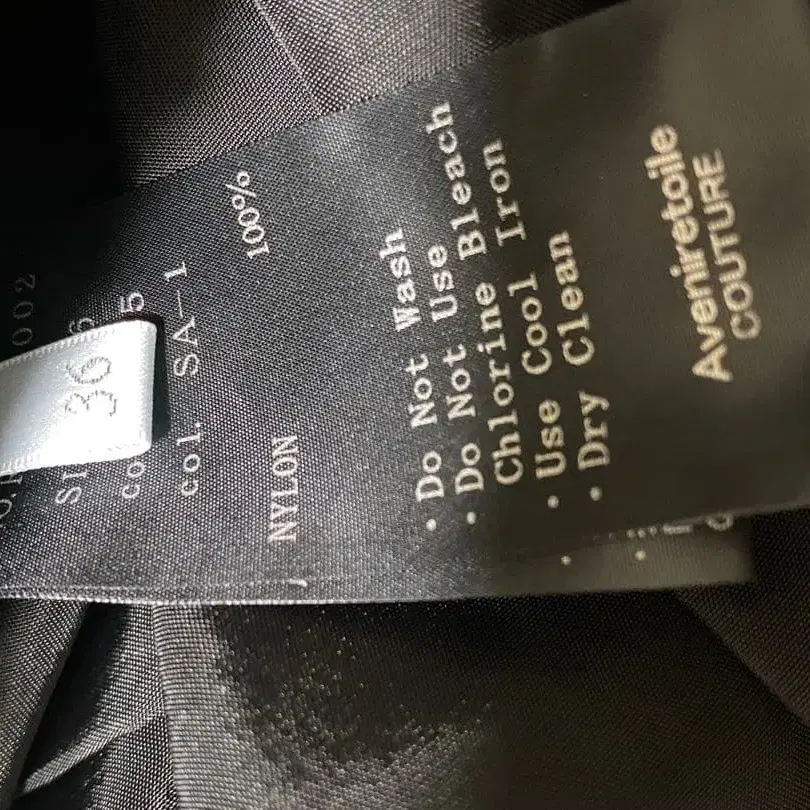 002
36
col. SA-1
NYLON 100%
· Do Not Wash
· Do Not Use
Chlorine Bleach
· Use Cool Iron
· Dry Clean
Aveniretoile
COUTURE